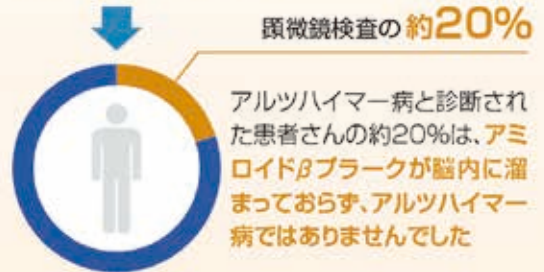 顕微鏡検査の約20%
アルツハイマー病と診断され
た患者さんの約20%は、アミ
ロイドβプラークが脳内に溜
まっておらず、アルツハイマー
病ではありませんでした